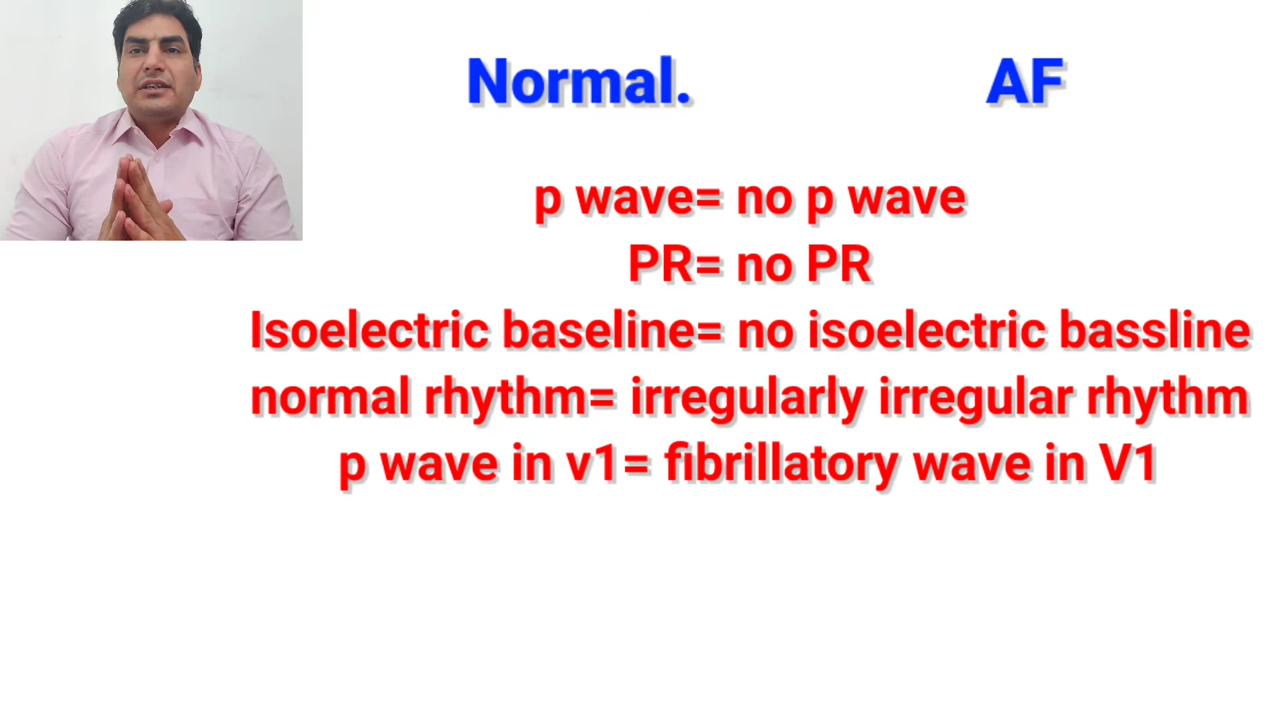 Normal. AF
p wave= no p wave
PR= no PR
Isoelectric baseline= no isoelectric bassline
normal rhythm= irregularly irregular rhythm
p wave in v1= fibrillatory wave in V1